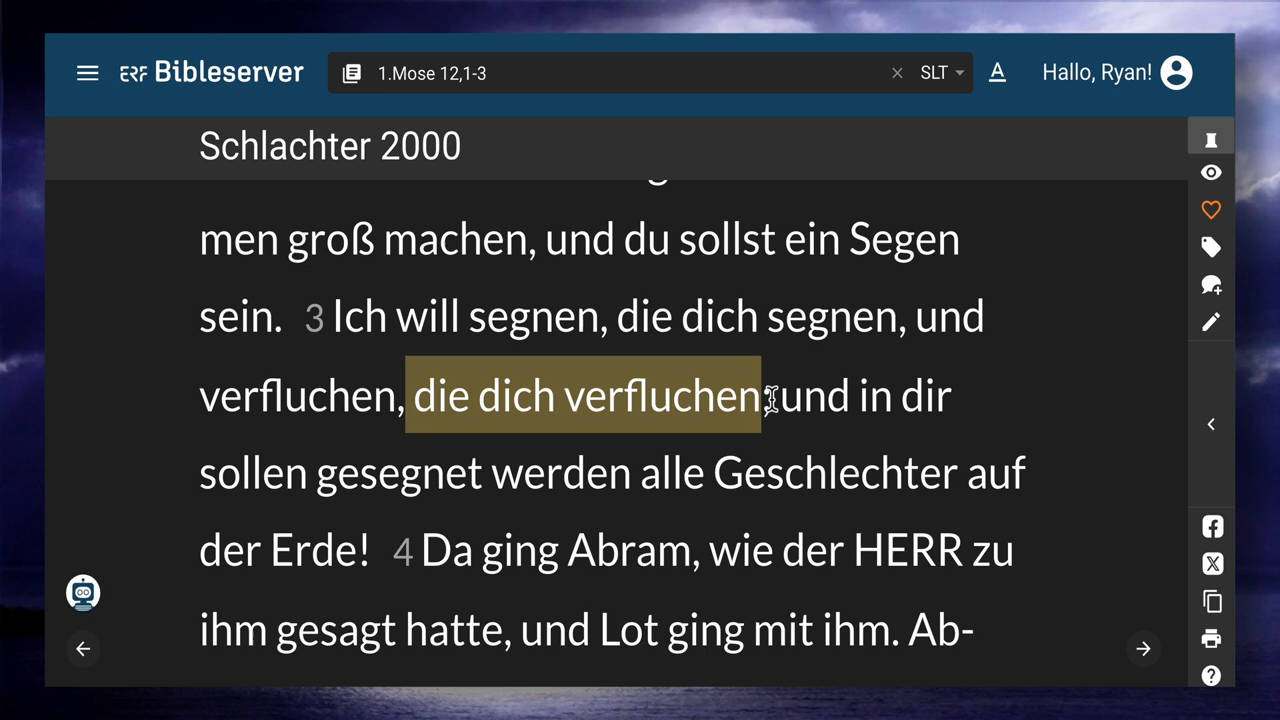 ERF Bibleserver
1.Mose 12,1-3
SLT
Hallo, Ryan!
Schlachter 2000
men groß machen, und du sollst ein Segen
sein. 3 Ich will segnen, die dich segnen, und
verfluchen, die dich verfluchen; und in dir
sollen gesegnet werden alle Geschlechter auf
der Erde! 4 Da ging Abram, wie der HERR zu
ihm gesagt hatte, und Lot ging mit ihm. Ab-